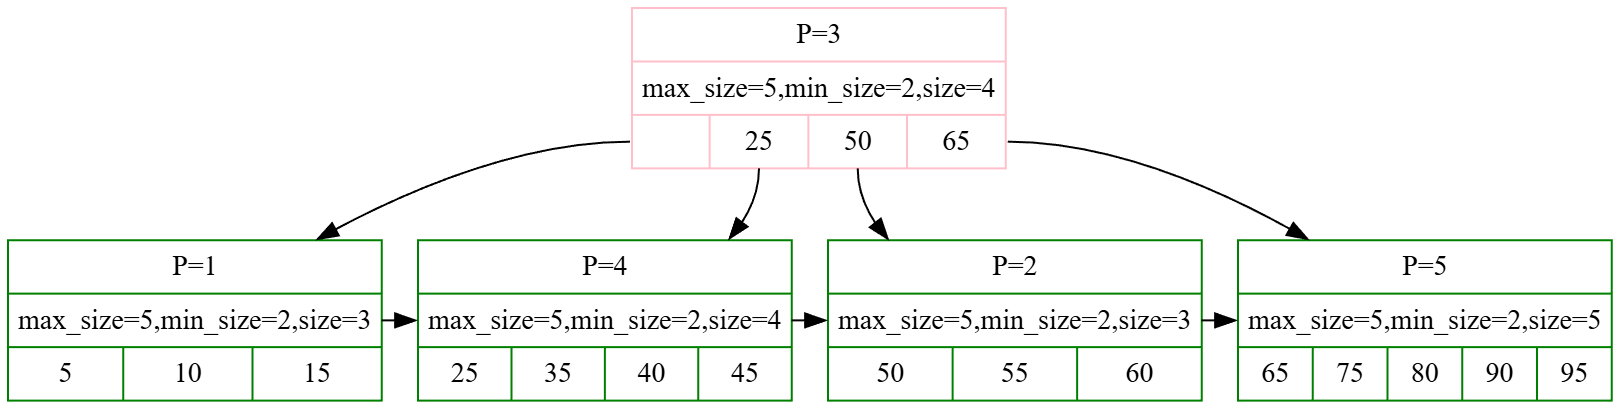 P=3
max_size=5,min_size=2,size=4
25 50 65
P=1
max_size=5,min_size=2,size=3
5 10 15
P=4
max_size=5,min_size=2,size=4
25 35 40 45
P=2
max_size=5,min_size=2,size=3
50 55 60
P=5
max_size=5,min_size=2,size=5
65 75 80 90 95